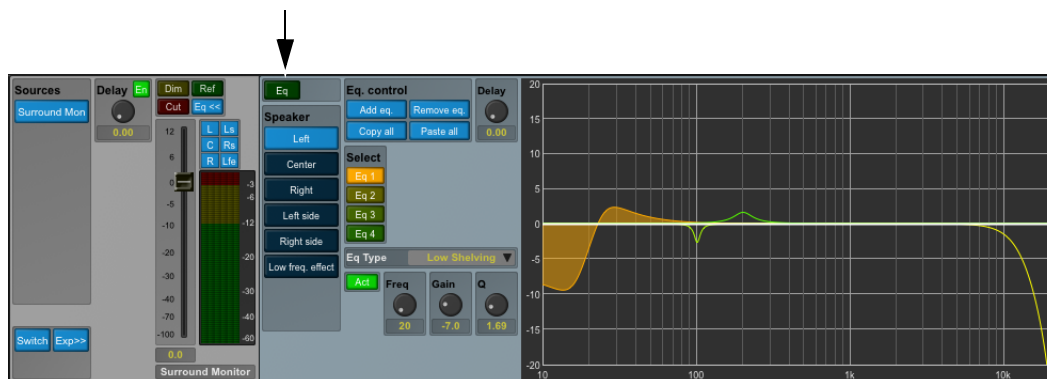 Sources
Surround Mon
Switch
Exp>>
Delay
En
0.00
Dim
Ref
Cut
Eq <<
12
6
0
-5
-10
-20
-30
-40
-70
-100
L
Ls
C
Rs
R
Lfe
-3
-6
-12
-20
-30
-40
-60
0.0
Surround Monitor
Eq
Speaker
Left
Center
Right
Left side
Right side
Low freq. effect
Eq. control
Add eq.
Remove eq.
Copy all
Paste all
Delay
0.00
Select
Eq 1
Eq 2
Eq 3
Eq 4
Eq Type
Low Shelving
Act
Freq
Gain
Q
20
-7.0
1.69
20
15
10
5
0
-5
-10
-15
-20
10
100
1k
10k